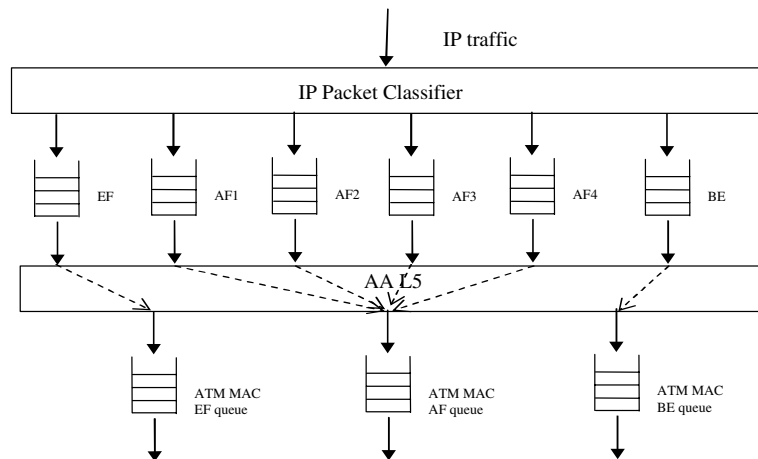 IP traffic
IP Packet Classifier
EF
AF1
AF2
AF3
AF4
BE
AA L5
ATM MAC
EF queue
ATM MAC
AF queue
ATM MAC
BE queue